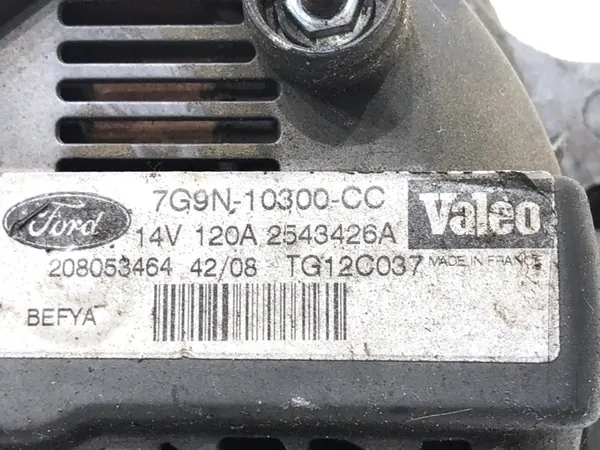 7G9N-10300-CC
Ford
Valeo
14V 120A 2543426A
208053464 42/08 TG12C037 MADE IN FRANCE
BEFYA